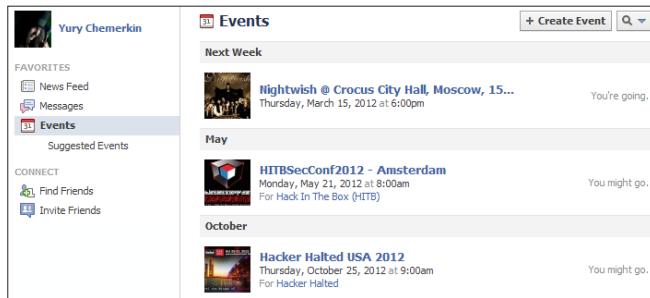 Yury Chemerkin
FAVORITES
News Feed
Messages
31 Events
Suggested Events
CONNECT
Find Friends
Invite Friends
31 Events
+ Create Event
Next Week
Nightwish @ Crocus City Hall, Moscow, 15...
Thursday, March 15, 2012 at 6:00pm
You're going.
May
HITBSecConf2012 - Amsterdam
Monday, May 21, 2012 at 8:00am
For Hack In The Box (HITB)
You might go.
October
Hacker Halted USA 2012
Thursday, October 25, 2012 at 9:00am
For Hacker Halted
You might go.